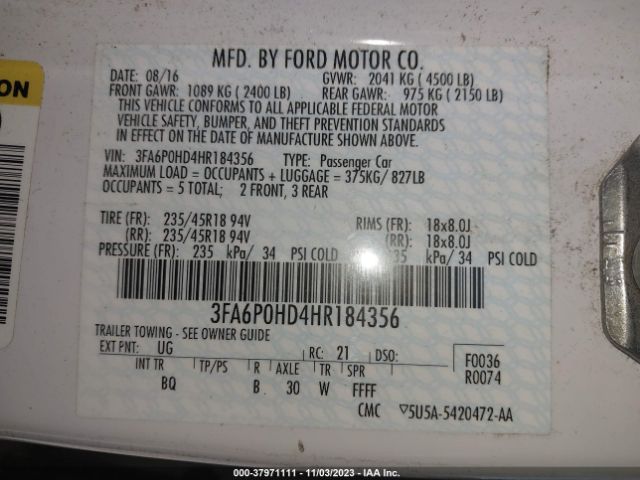 MFD. BY FORD MOTOR CO.
DATE: 08/16 GVWR: 2041 KG ( 4500 LB)
FRONT GAWR: 1089 KG ( 2400 LB) REAR GAWR: 975 KG ( 2150 LB)
THIS VEHICLE CONFORMS TO ALL APPLICABLE FEDERAL MOTOR
VEHICLE SAFETY, BUMPER, AND THEFT PREVENTION STANDARDS
IN EFFECT ON THE DATE OF MANUFACTURE SHOWN ABOVE.
VIN: 3FA6P0HD4HR184356 TYPE: Passenger Car
MAXIMUM LOAD = OCCUPANTS + LUGGAGE = 375KG/ 827LB
OCCUPANTS = 5 TOTAL; 2 FRONT, 3 REAR
TIRE (FR): 235/45R18 94V RIMS (FR): 18x8.0J
(RR): 235/45R18 94V (RR): 18x8.0J
PRESSURE (FR): 235 kPa/ 34 PSI COLD 35 kPa/ 34 PSI COLD
3FA6P0HD4HR184356
TRAILER TOWING - SEE OWNER GUIDE
EXT PNT: UG RC: 21 DSO: F0036
INT TR TP/PS R AXLE TR SPR R0074
BQ B 30 W FFFF
CMC ▽5U5A-5420472-AA
ON
000-37971111 - 11/03/2023 - IAA Inc.